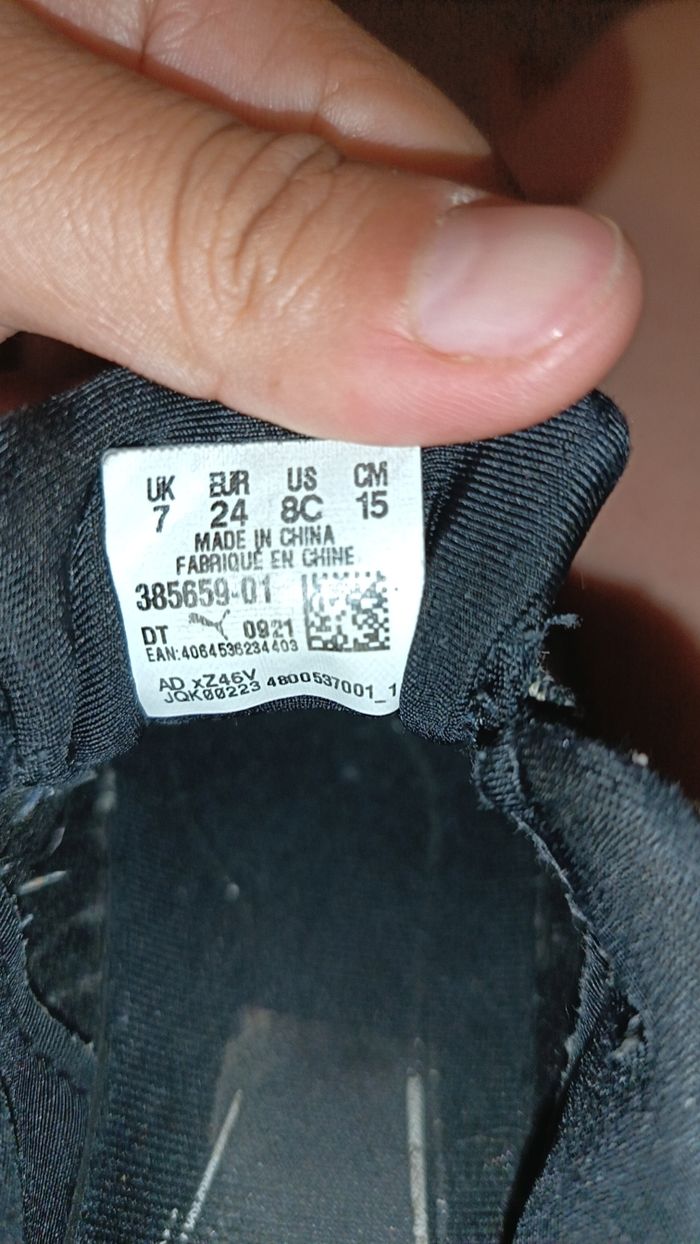 UK EUR US CM
7 24 8C 15
MADE IN CHINA
FABRIQUÉ EN CHINE
385659-01
DT 0921
EAN:4064536234403
AD xZ46V
JQK00223 4800537001_1